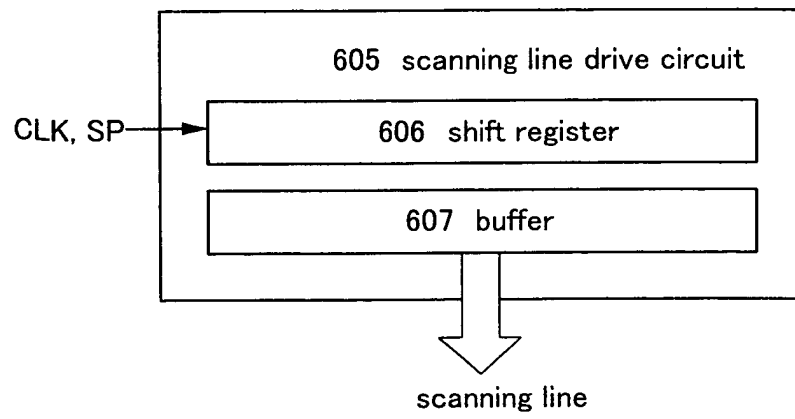 605 scanning line drive circuit
CLK, SP
606 shift register
607 buffer
scanning line